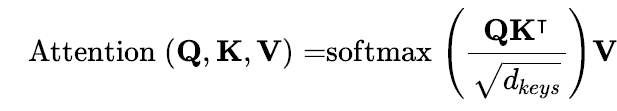 Attention (Q, K, V) =softmax (QK⊺ / √d_keys) V